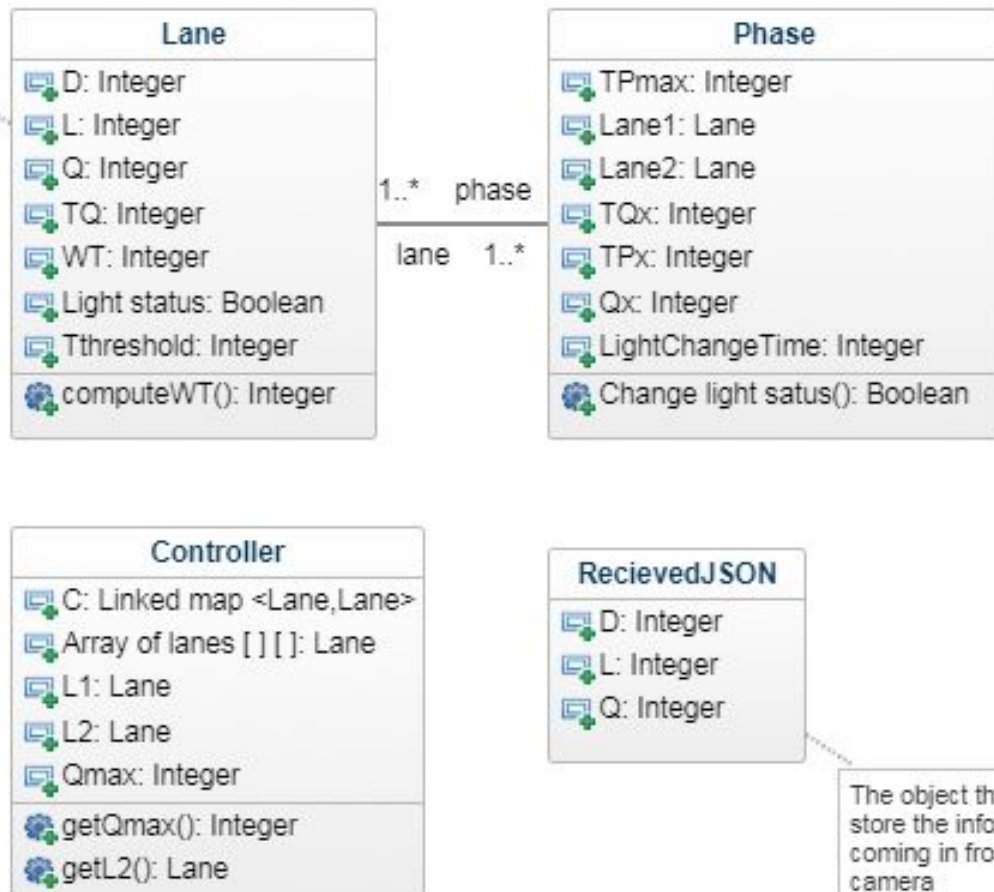 Lane
D: Integer
L: Integer
Q: Integer
TQ: Integer
WT: Integer
Light status: Boolean
Tthreshold: Integer
computeWT(): Integer
1..* phase
lane 1..*
Phase
TPmax: Integer
Lane1: Lane
Lane2: Lane
TQx: Integer
TPx: Integer
Qx: Integer
LightChangeTime: Integer
Change light satus(): Boolean
Controller
C: Linked map <Lane,Lane>
Array of lanes [ ] [ ]: Lane
L1: Lane
L2: Lane
Qmax: Integer
getQmax(): Integer
getL2(): Lane
RecievedJSON
D: Integer
L: Integer
Q: Integer
The object th
store the info
coming in fro
camera